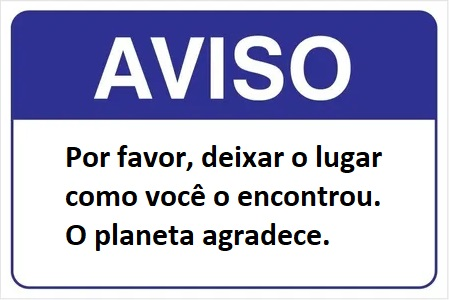 AVISO
Por favor, deixar o lugar
como você o encontrou.
O planeta agradece.